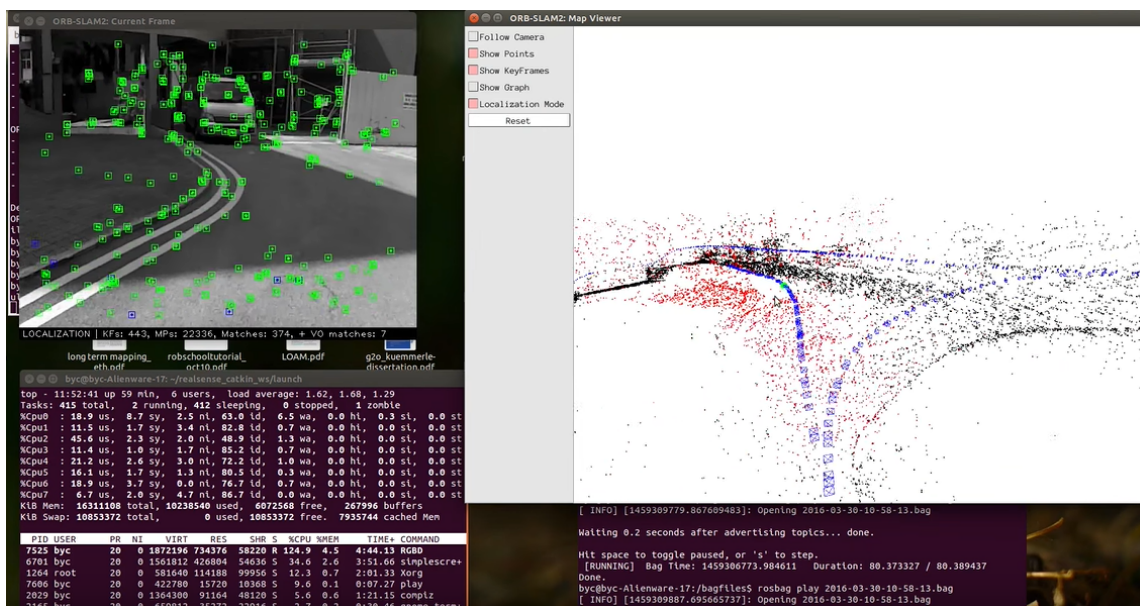 ORB-SLAM2: Current Frame
LOCALIZATION | KFs: 443, MPs: 22336, Matches: 374, + VO matches: 7
ORB-SLAM2: Map Viewer
Follow Camera
Show Points
Show KeyFrames
Show Graph
Localization Mode
Reset
long term mapping_
eth.pdf
robschooltutorial_
oct10.pdf
LOAM.pdf
g2o_kuemmerle-
dissertation.pdf
byc@byc-Alienware-17: ~/realsense_catkin_ws/launch
top - 11:52:41 up 59 min,  6 users,  load average: 1.62, 1.68, 1.29
Tasks: 415 total,   2 running, 412 sleeping,   0 stopped,   1 zombie
%Cpu0  : 18.9 us,  8.7 sy,  2.5 ni, 63.0 id,  6.5 wa,  0.0 hi,  0.3 si,  0.0 st
%Cpu1  : 11.5 us,  1.7 sy,  3.4 ni, 82.8 id,  0.7 wa,  0.0 hi,  0.0 si,  0.0 st
%Cpu2  : 45.6 us,  2.3 sy,  2.0 ni, 48.9 id,  1.3 wa,  0.0 hi,  0.0 si,  0.0 st
%Cpu3  : 11.4 us,  1.0 sy,  1.7 ni, 85.2 id,  0.7 wa,  0.0 hi,  0.0 si,  0.0 st
%Cpu4  : 21.2 us,  2.6 sy,  3.0 ni, 72.2 id,  1.0 wa,  0.0 hi,  0.0 si,  0.0 st
%Cpu5  : 16.1 us,  1.7 sy,  1.3 ni, 80.5 id,  0.3 wa,  0.0 hi,  0.0 si,  0.0 st
%Cpu6  : 18.9 us,  3.7 sy,  0.0 ni, 76.7 id,  0.7 wa,  0.0 hi,  0.0 si,  0.0 st
%Cpu7  :  6.7 us,  2.0 sy,  4.7 ni, 86.7 id,  0.0 wa,  0.0 hi,  0.0 si,  0.0 st
KiB Mem:  16311108 total, 10238540 used,  6072568 free,   267996 buffers
KiB Swap: 10853372 total,        0 used, 10853372 free.  7935744 cached Mem
PID USER      PR  NI    VIRT    RES    SHR S  %CPU %MEM     TIME+ COMMAND
7525 byc       20   0 1872196 734376  58220 R 124.9  4.5   4:44.13 RGBD
6701 byc       20   0 1561812 426804  54636 S  34.6  2.6   3:51.66 simplescre+
1264 root      20   0  581640 114188  99956 S  12.3  0.7   2:01.33 Xorg
7606 byc       20   0  422780  15720  10368 S   9.6  0.1   0:07.27 play
2029 byc       20   0 1364300  91164  48120 S   5.6  0.6   1:21.15 compiz
[ INFO] [1459309779.867609483]: Opening 2016-03-30-10-58-13.bag
Waiting 0.2 seconds after advertising topics... done.
Hit space to toggle paused, or 's' to step.
[RUNNING]  Bag Time: 1459306773.984611   Duration: 80.373327 / 80.389437
Done.
byc@byc-Alienware-17:/bagfiles$ rosbag play 2016-03-30-10-58-13.bag
[ INFO] [1459309887.695665737]: Opening 2016-03-30-10-58-13.bag